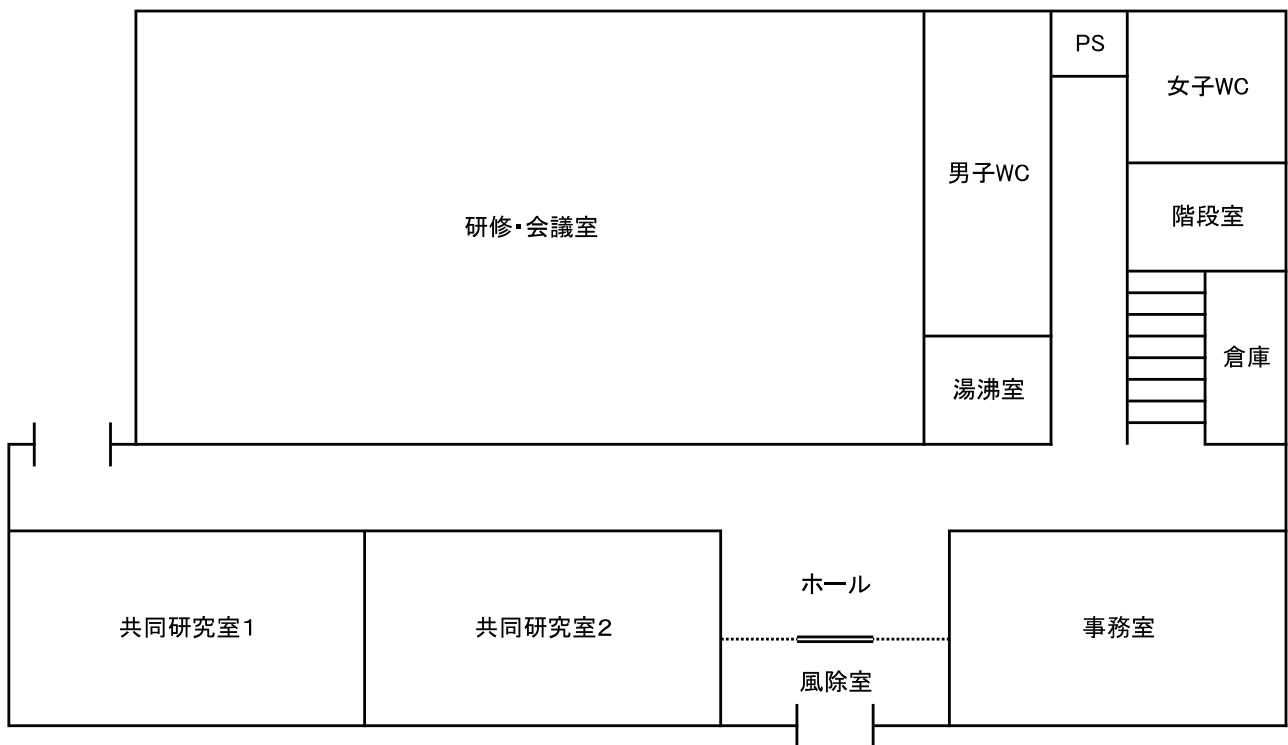 PS
女子WC
男子WC
階段室
研修・会議室
倉庫
湯沸室
ホール
共同研究室1
共同研究室2
事務室
風除室